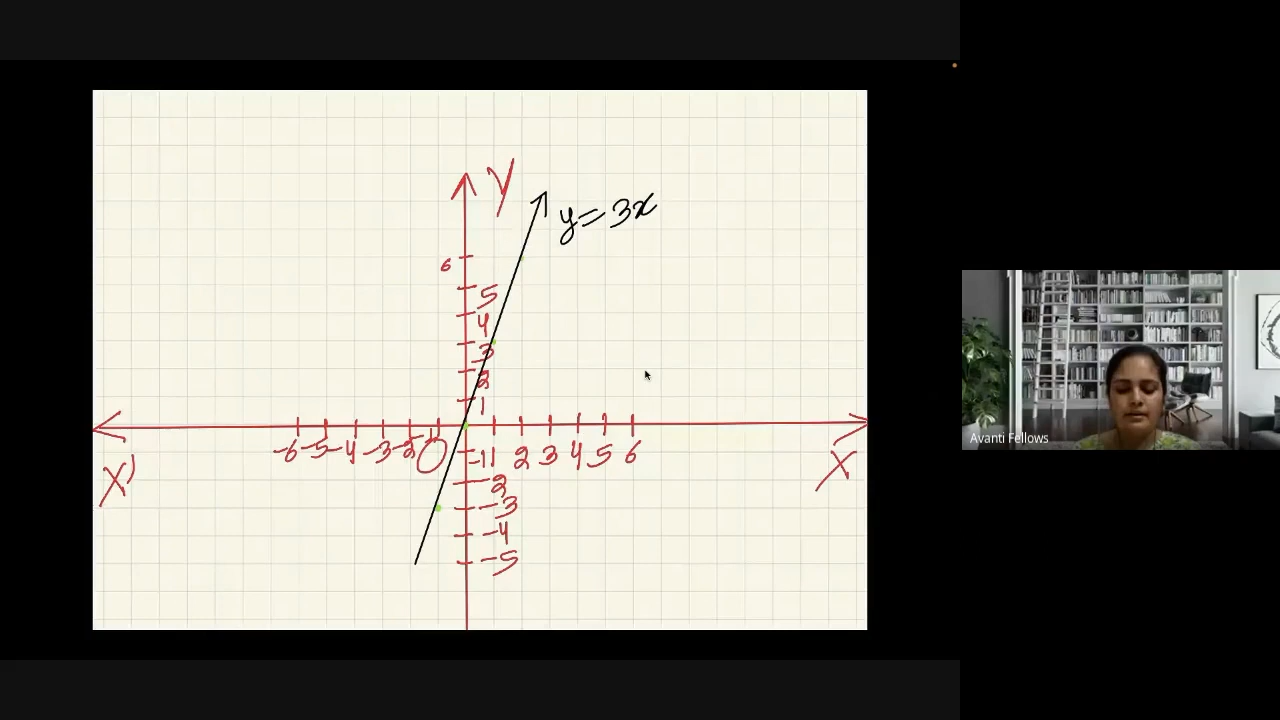 Y
y = 3x
6
5
4
3
2
1
-6 -5 -4 -3 -2 -1 O 1 2 3 4 5 6
X' X
-1
-2
-3
-4
-5
Avanti Fellows